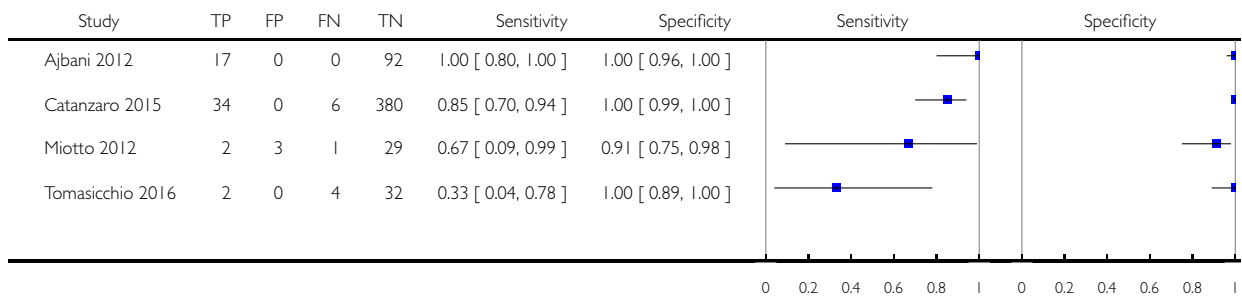 Study TP FP FN TN Sensitivity Specificity Sensitivity Specificity
Ajbani 2012 17 0 0 92 1.00 [ 0.80, 1.00 ] 1.00 [ 0.96, 1.00 ]
Catanzaro 2015 34 0 6 380 0.85 [ 0.70, 0.94 ] 1.00 [ 0.99, 1.00 ]
Miotto 2012 2 3 1 29 0.67 [ 0.09, 0.99 ] 0.91 [ 0.75, 0.98 ]
Tomasicchio 2016 2 0 4 32 0.33 [ 0.04, 0.78 ] 1.00 [ 0.89, 1.00 ]
0 0.2 0.4 0.6 0.8 1 0 0.2 0.4 0.6 0.8 1